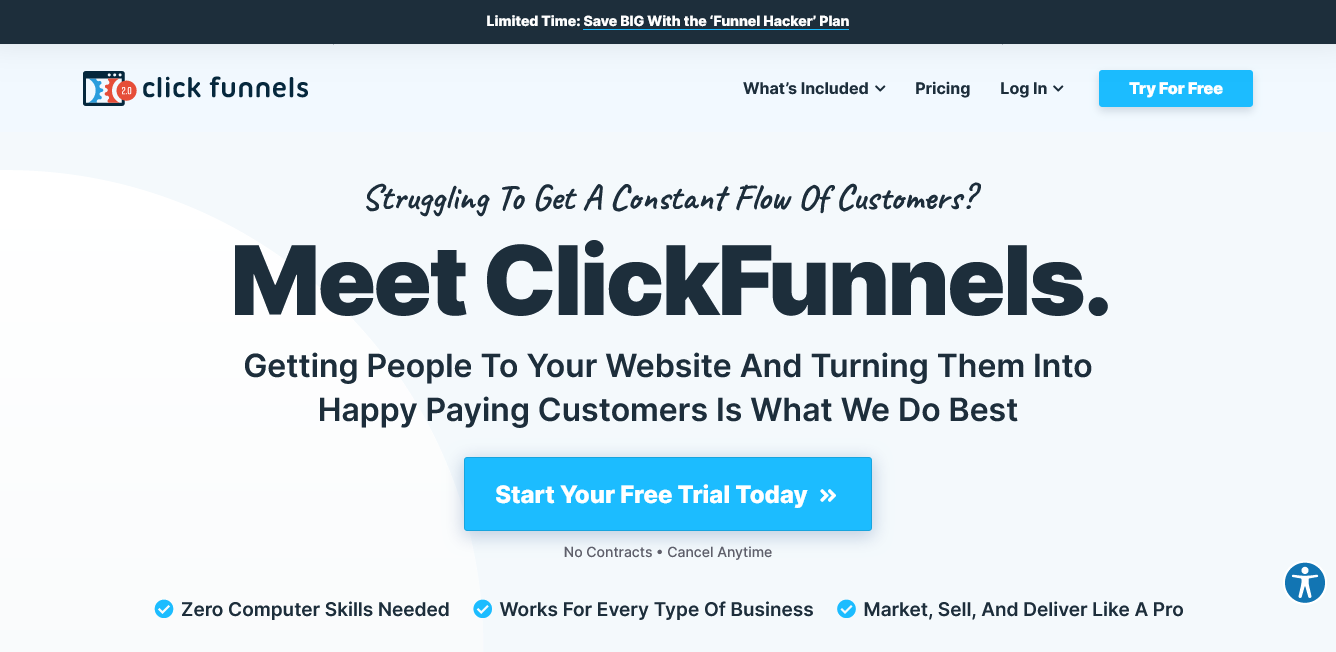 Limited Time: Save BIG With the ‘Funnel Hacker’ Plan
2.0 click funnels
What’s Included
Pricing
Log In
Try For Free
Struggling To Get A Constant Flow Of Customers?
Meet ClickFunnels.
Getting People To Your Website And Turning Them Into
Happy Paying Customers Is What We Do Best
Start Your Free Trial Today »
No Contracts • Cancel Anytime
Zero Computer Skills Needed
Works For Every Type Of Business
Market, Sell, And Deliver Like A Pro